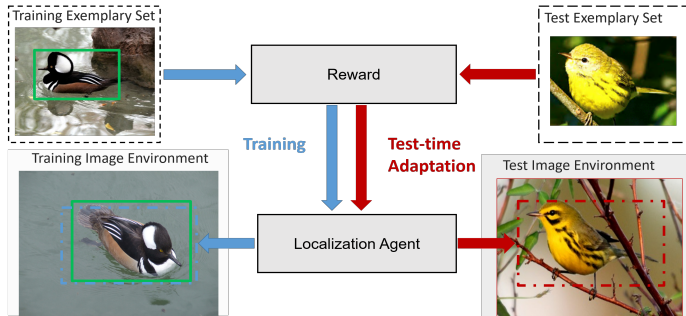 Training Exemplary Set
Test Exemplary Set
Reward
Training
Test-time
Adaptation
Training Image Environment
Test Image Environment
Localization Agent